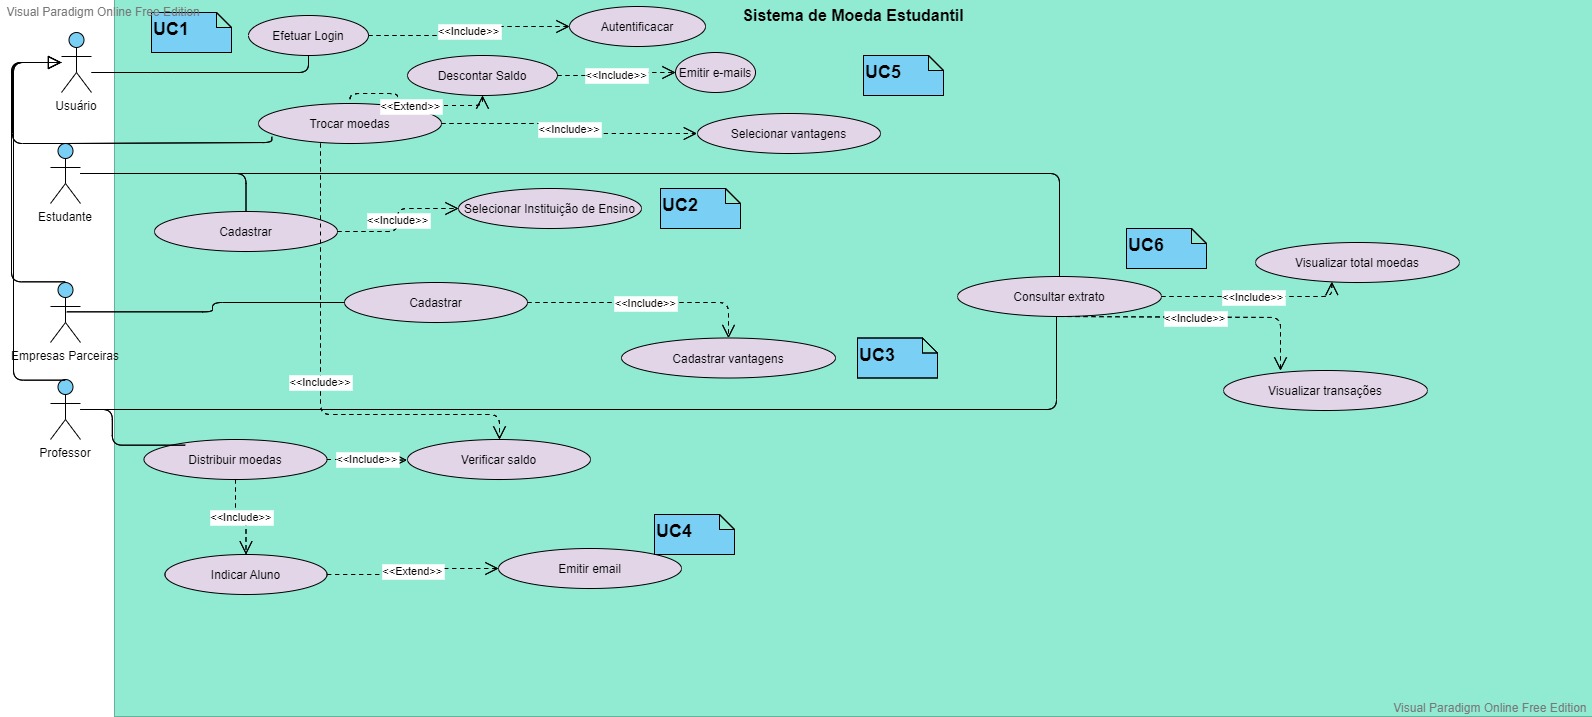 Visual Paradigm Online Free Edition
Sistema de Moeda Estudantil
UC1
Efetuar Login
<<Include>>
Autentificacar
Usuário
Descontar Saldo
<<Include>>
Emitir e-mails
UC5
<<Extend>>
Trocar moedas
<<Include>>
Selecionar vantagens
Estudante
Cadastrar
<<Include>>
Selecionar Instituição de Ensino
UC2
UC6
Visualizar total moedas
Consultar extrato
<<Include>>
<<Include>>
Cadastrar
<<Include>>
Empresas Parceiras
Cadastrar vantagens
UC3
<<Include>>
Visualizar transações
Professor
Distribuir moedas
<<Include>>
Verificar saldo
<<Include>>
UC4
Indicar Aluno
<<Extend>>
Emitir email
Visual Paradigm Online Free Edition